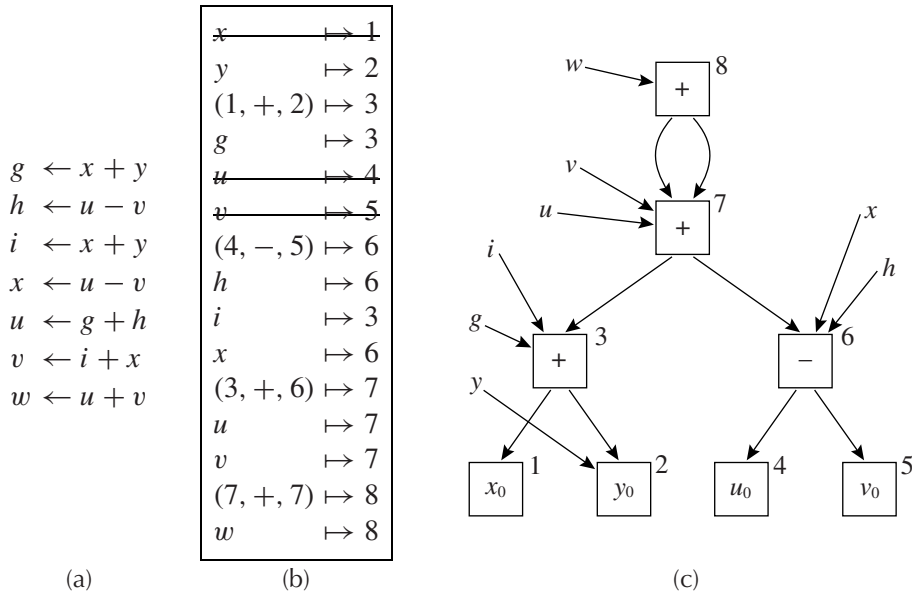 g ← x + y
h ← u − v
i ← x + y
x ← u − v
u ← g + h
v ← i + x
w ← u + v
(a)
x ↦ 1
y ↦ 2
(1, +, 2) ↦ 3
g ↦ 3
u ↦ 4
v ↦ 5
(4, −, 5) ↦ 6
h ↦ 6
i ↦ 3
x ↦ 6
(3, +, 6) ↦ 7
u ↦ 7
v ↦ 7
(7, +, 7) ↦ 8
w ↦ 8
(b)
w
+
8
v
u
+
7
x
i
h
g
+
3
−
6
y
x₀
1
y₀
2
u₀
4
v₀
5
(c)